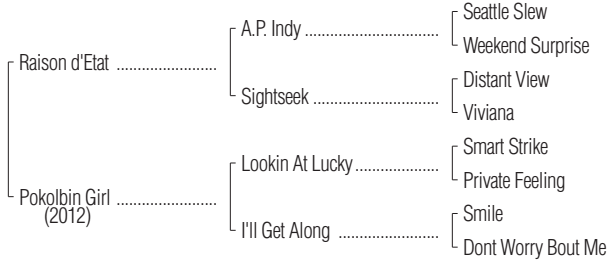 Seattle Slew
A.P. Indy ..............................
Weekend Surprise
Raison d'Etat ........................
Distant View
Sightseek ............................
Viviana
Smart Strike
Lookin At Lucky....................
Private Feeling
Pokolbin Girl ........................
(2012)
Smile
I'll Get Along ........................
Dont Worry Bout Me